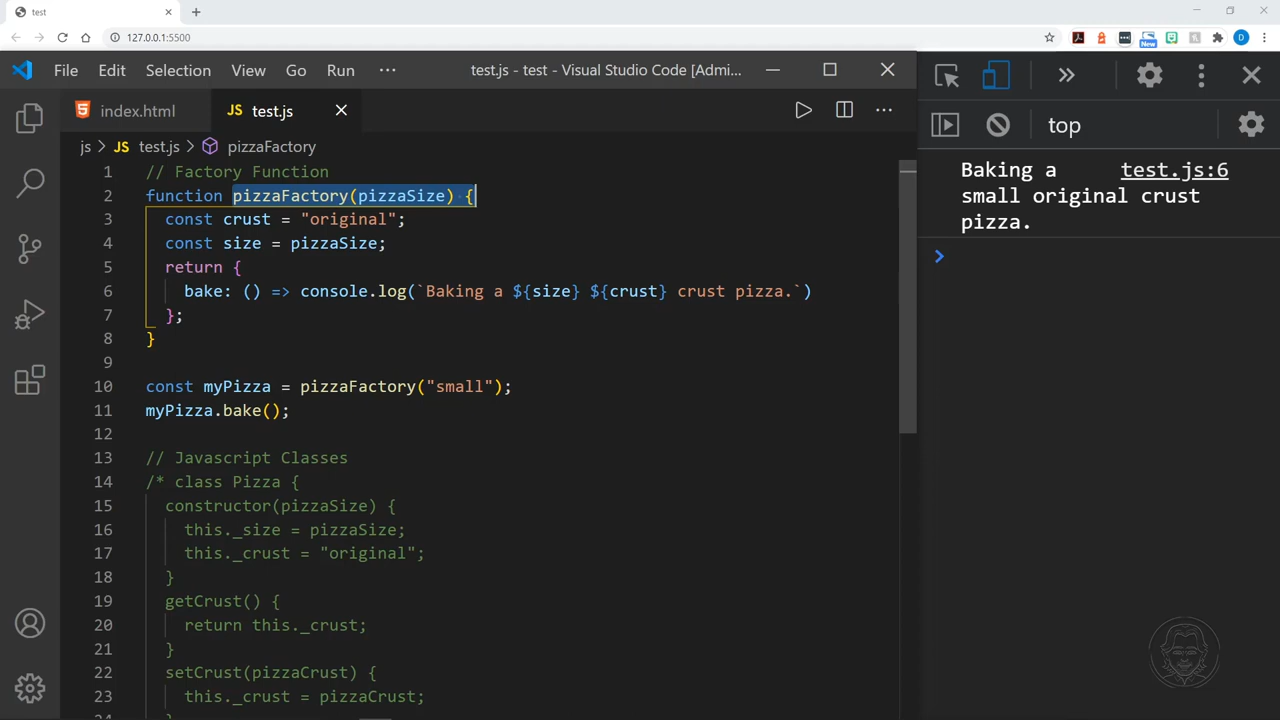 test
127.0.0.1:5500
New
D
File Edit Selection View Go Run
test.js - test - Visual Studio Code [Admi...
index.html
JS test.js
js > JS test.js > pizzaFactory
1 // Factory Function
2 function pizzaFactory(pizzaSize) {
3 const crust = "original";
4 const size = pizzaSize;
5 return {
6 bake: () => console.log(`Baking a ${size} ${crust} crust pizza.`)
7 };
8 }
9
10 const myPizza = pizzaFactory("small");
11 myPizza.bake();
12
13 // Javascript Classes
14 /* class Pizza {
15 constructor(pizzaSize) {
16 this._size = pizzaSize;
17 this._crust = "original";
18 }
19 getCrust() {
20 return this._crust;
21 }
22 setCrust(pizzaCrust) {
23 this._crust = pizzaCrust;
24 }
top
Baking a test.js:6
small original crust
pizza.